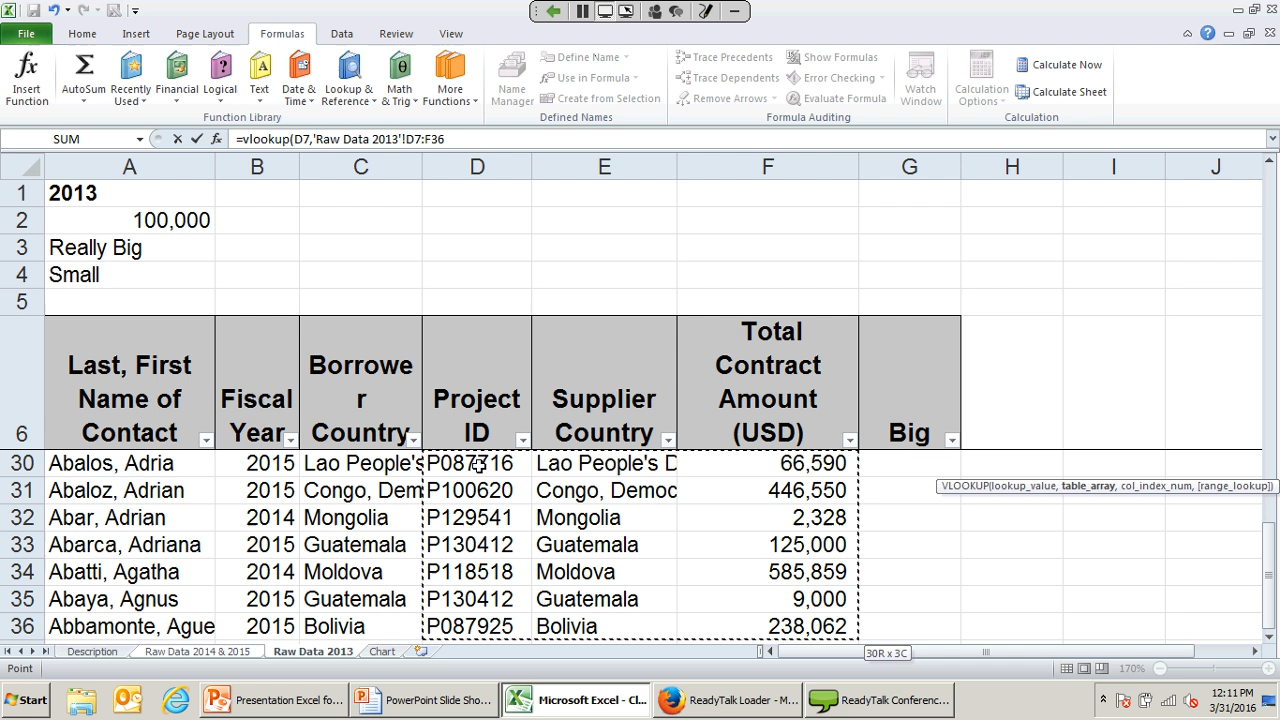 File Home Insert Page Layout Formulas Data Review View
Insert Function AutoSum Recently Used Financial Logical Text Date & Time Lookup & Reference Math & Trig More Functions
Function Library
Name Manager Define Name Use in Formula Create from Selection
Defined Names
Trace Precedents Trace Dependents Remove Arrows Show Formulas Error Checking Evaluate Formula Watch Window
Formula Auditing
Calculation Options Calculate Now Calculate Sheet
Calculation
SUM fx =vlookup(D7,'Raw Data 2013'!D7:F36
A B C D E F G H I J
1 2013
2 100,000
3 Really Big
4 Small
5
6 Last, First Name of Contact Fiscal Year Borrower Country Project ID Supplier Country Total Contract Amount (USD) Big
30 Abalos, Adria 2015 Lao People's P087716 Lao People's D 66,590
VLOOKUP(lookup_value, table_array, col_index_num, [range_lookup])
31 Abaloz, Adrian 2015 Congo, Dem P100620 Congo, Democ 446,550
32 Abar, Adrian 2014 Mongolia P129541 Mongolia 2,328
33 Abarca, Adriana 2015 Guatemala P130412 Guatemala 125,000
34 Abatti, Agatha 2014 Moldova P118518 Moldova 585,859
35 Abaya, Agnus 2015 Guatemala P130412 Guatemala 9,000
36 Abbamonte, Ague 2015 Bolivia P087925 Bolivia 238,062
Description Raw Data 2014 & 2015 Raw Data 2013 Chart 30R x 3C
Point 170%
Start Presentation Excel fo... PowerPoint Slide Sho... Microsoft Excel - Cl... ReadyTalk Loader - M... ReadyTalk Conferenc... 12:11 PM
3/31/2016